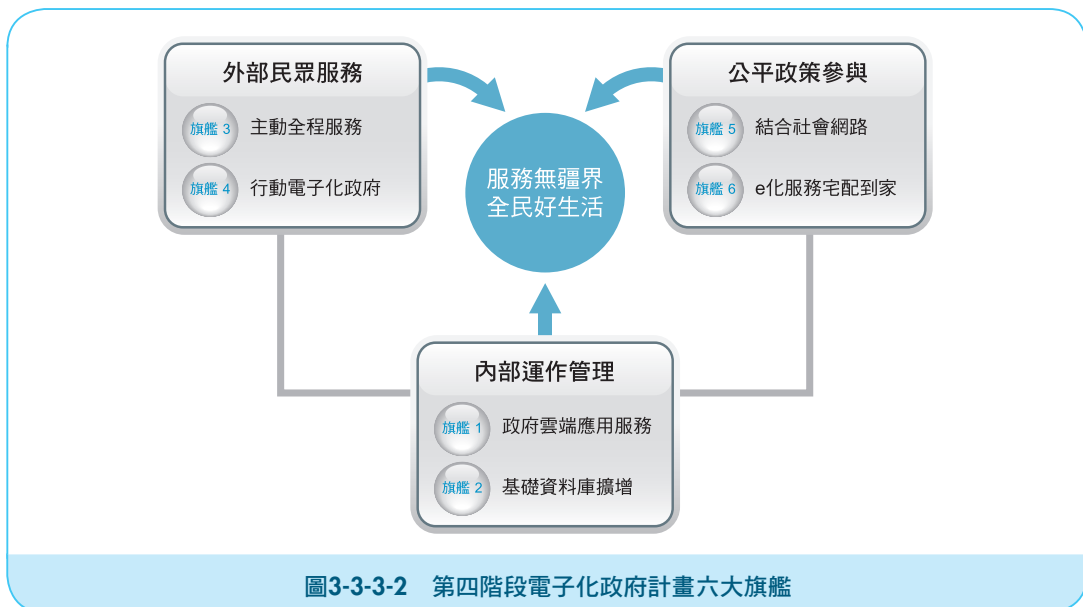 外部民眾服務
旗艦 3 主動全程服務
旗艦 4 行動電子化政府
公平政策參與
旗艦 5 結合社會網路
旗艦 6 e化服務宅配到家
服務無疆界
全民好生活
內部運作管理
旗艦 1 政府雲端應用服務
旗艦 2 基礎資料庫擴增
圖3-3-3-2 第四階段電子化政府計畫六大旗艦